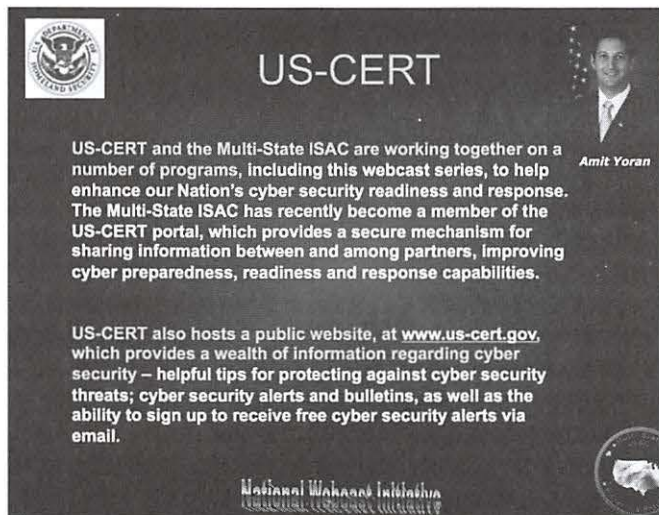 U.S. DEPARTMENT OF
HOMELAND SECURITY
US-CERT
Amit Yoran
US-CERT and the Multi-State ISAC are working together on a
number of programs, including this webcast series, to help
enhance our Nation's cyber security readiness and response.
The Multi-State ISAC has recently become a member of the
US-CERT portal, which provides a secure mechanism for
sharing information between and among partners, improving
cyber preparedness, readiness and response capabilities.
US-CERT also hosts a public website, at www.us-cert.gov,
which provides a wealth of information regarding cyber
security – helpful tips for protecting against cyber security
threats; cyber security alerts and bulletins, as well as the
ability to sign up to receive free cyber security alerts via
email.
National Webcast Initiative